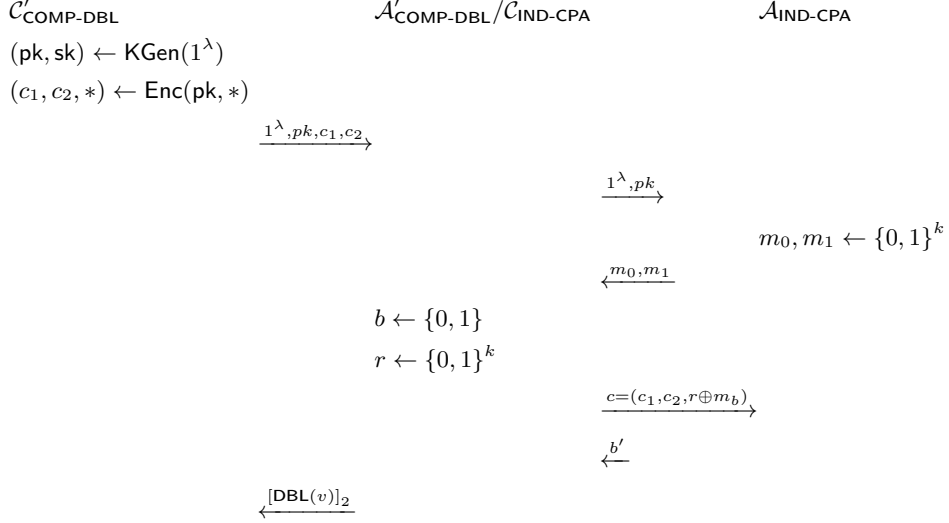 C′COMP-DBL A′COMP-DBL/CIND-CPA AIND-CPA
(pk, sk) ← KGen(1^λ)
(c₁, c₂, *) ← Enc(pk, *)
1^λ,pk,c₁,c₂
1^λ,pk
m₀, m₁ ← {0, 1}^k
m₀,m₁
b ← {0, 1}
r ← {0, 1}^k
c=(c₁,c₂,r⊕m_b)
b′
[DBL(v)]₂